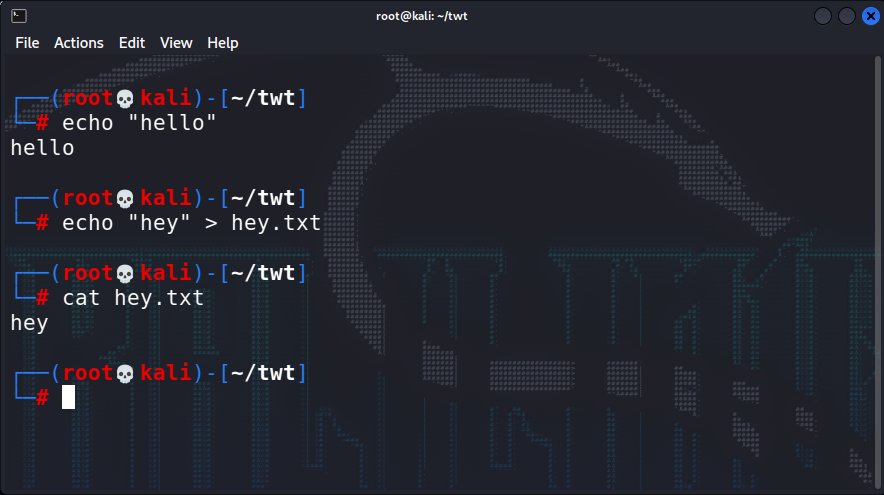 root@kali: ~/twt
File Actions Edit View Help
┌──(root💀kali)-[~/twt]
└─# echo "hello"
hello
┌──(root💀kali)-[~/twt]
└─# echo "hey" > hey.txt
┌──(root💀kali)-[~/twt]
└─# cat hey.txt
hey
┌──(root💀kali)-[~/twt]
└─#